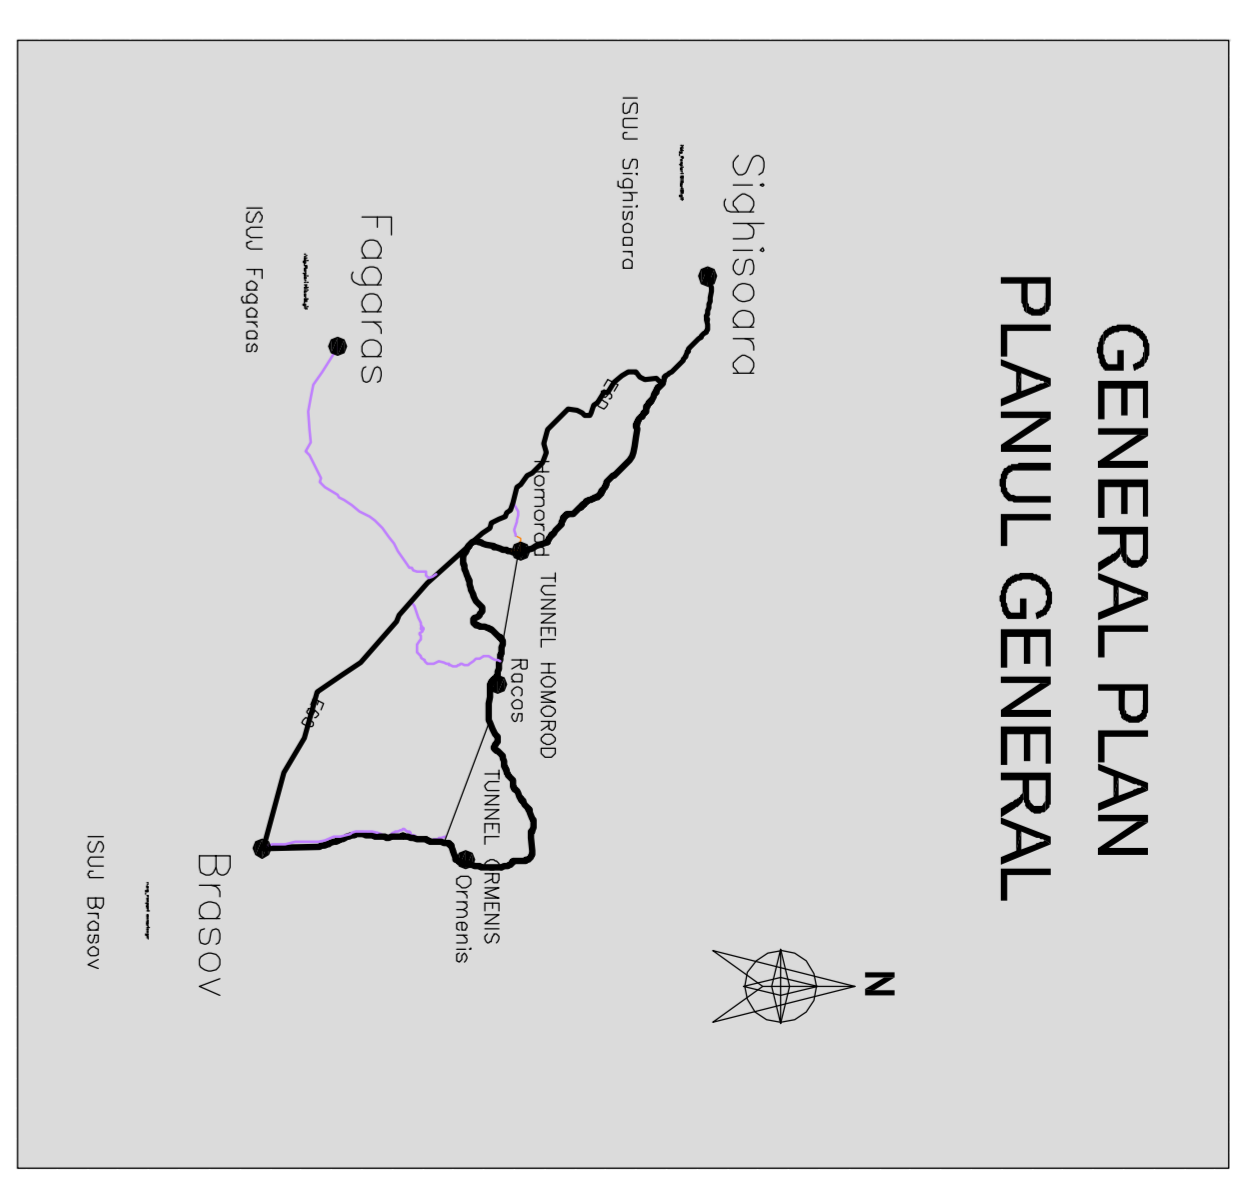 GENERAL PLAN
PLANUL GENERAL
N
Sighisoara
ISUJ Sighisoara
E60
Homorod
TUNNEL HOMOROD
Racos
Fagaras
ISUJ Fagaras
TUNNEL ORMENIS
Ormenis
E68
Brasov
ISUJ Brasov